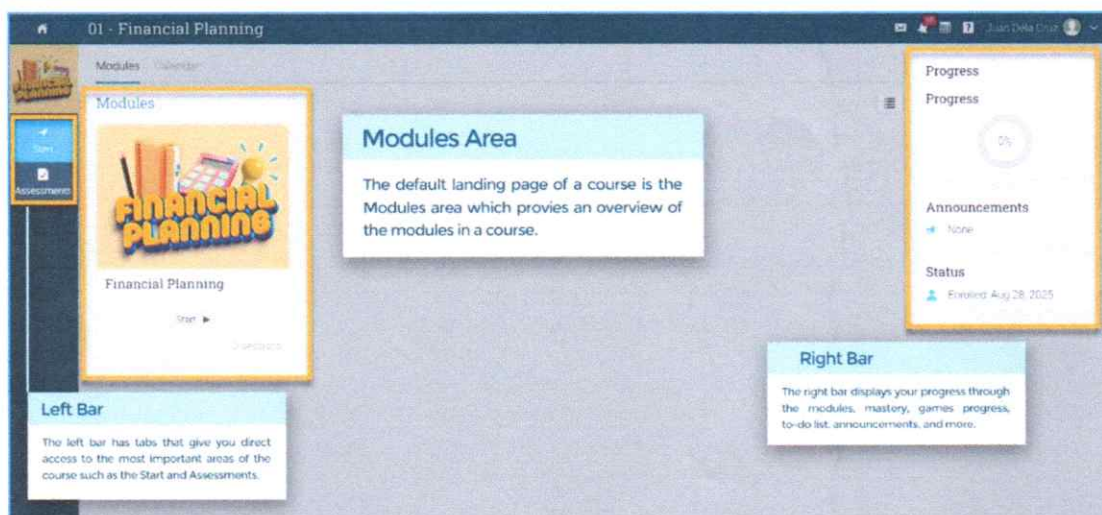 01 - Financial Planning
Juan Dela Cruz
Modules Calendar
FINANCIAL
PLANNING
Start
Assessments
Modules
FINANCIAL
PLANNING
Financial Planning
Start
Modules Area
The default landing page of a course is the
Modules area which provies an overview of
the modules in a course.
Progress
Progress
0%
Announcements
None
Status
Enrolled: Aug 28, 2025
Left Bar
The left bar has tabs that give you direct
access to the most important areas of the
course such as the Start and Assessments.
Right Bar
The right bar displays your progress through
the modules, mastery, games progress,
to-do list, announcements, and more.